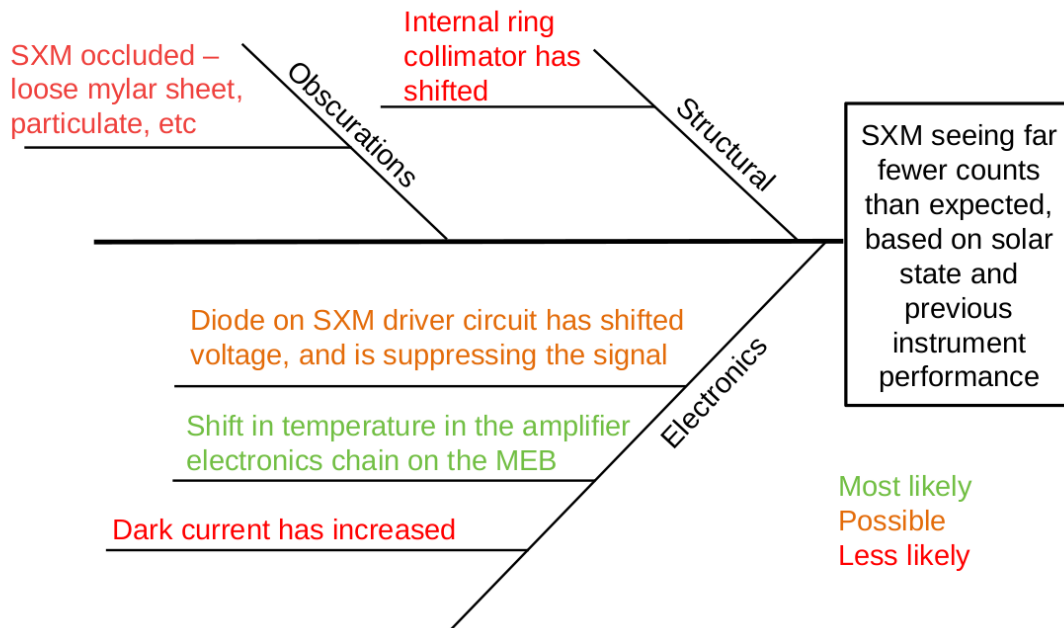 SXM occluded –
loose mylar sheet,
particulate, etc
Obscurations
Internal ring
collimator has
shifted
Structural
SXM seeing far
fewer counts
than expected,
based on solar
state and
previous
instrument
performance
Diode on SXM driver circuit has shifted
voltage, and is suppressing the signal
Shift in temperature in the amplifier
electronics chain on the MEB
Dark current has increased
Electronics
Most likely
Possible
Less likely